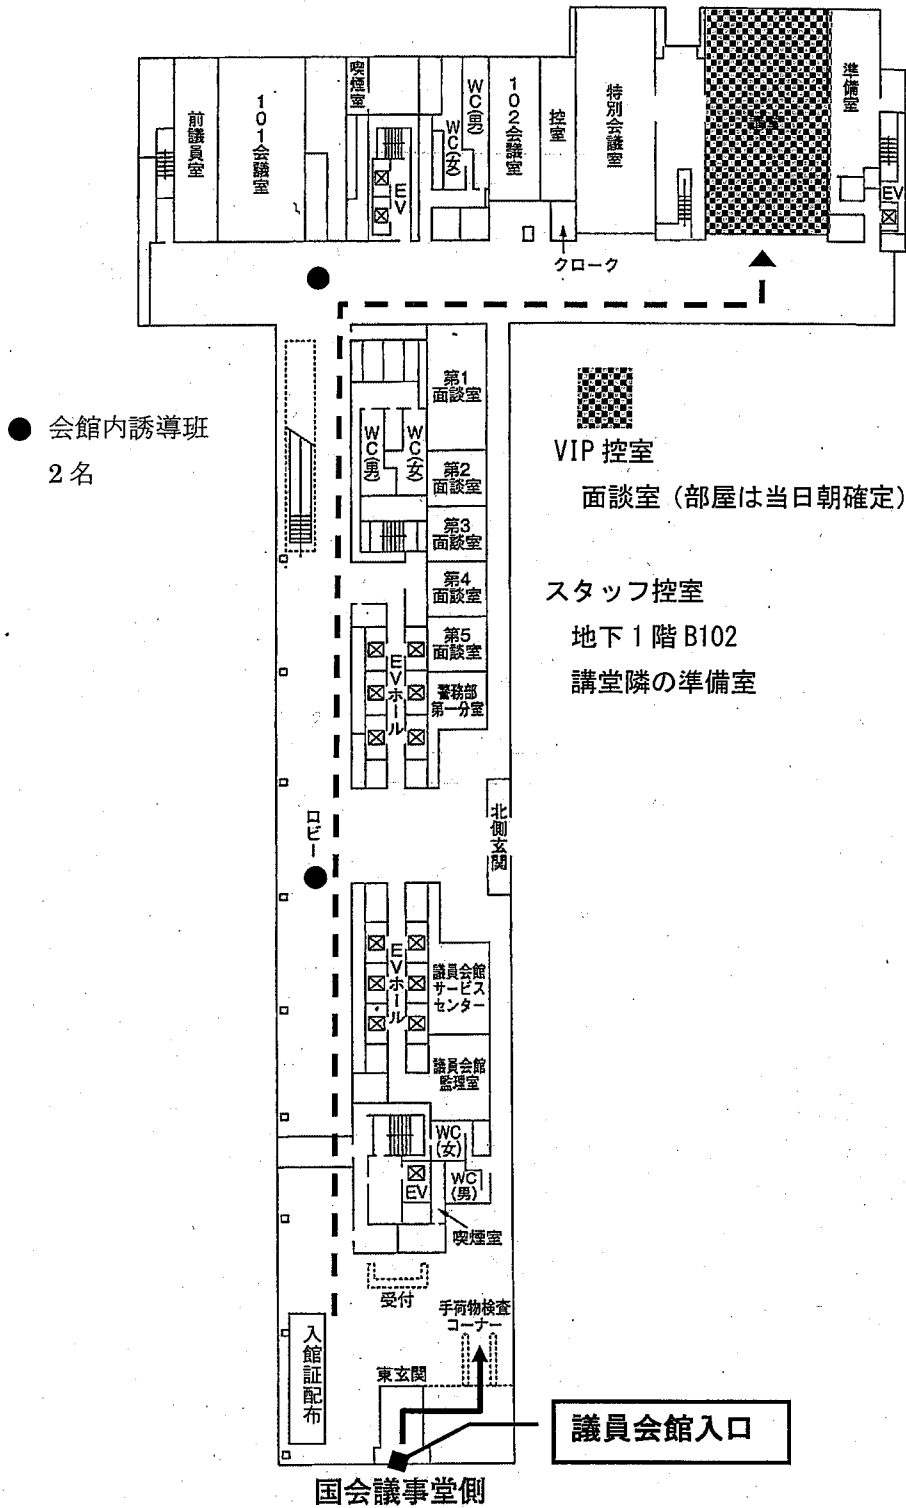 前議員室
101会議室
喫煙室
EV
WC(女)
WC(男)
102会議室
控室
特別会議室
準備室
EV
クローク
第1
面談室
WC(男)
WC(女)
第2
面談室
第3
面談室
第4
面談室
第5
面談室
EVホール
警務部
第一分室
● 会館内誘導班
2名
VIP 控室
面談室（部屋は当日朝確定）
スタッフ控室
地下1階 B102
講堂隣の準備室
ロビー
北側玄関
EVホール
議員会館
サービス
センター
議員会館
監理室
WC
(女)
WC
(男)
EV
喫煙室
受付
手荷物検査
コーナー
入館証配布
東玄関
議員会館入口
国会議事堂側